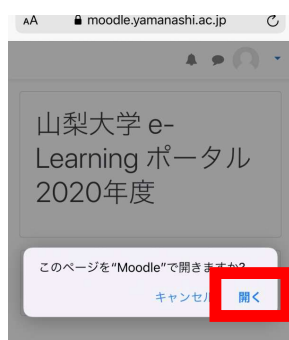 AA moodle.yamanashi.ac.jp
山梨大学 e-
Learning ポータル
2020年度
このページを"Moodle"で開きますか?
キャンセル 開く